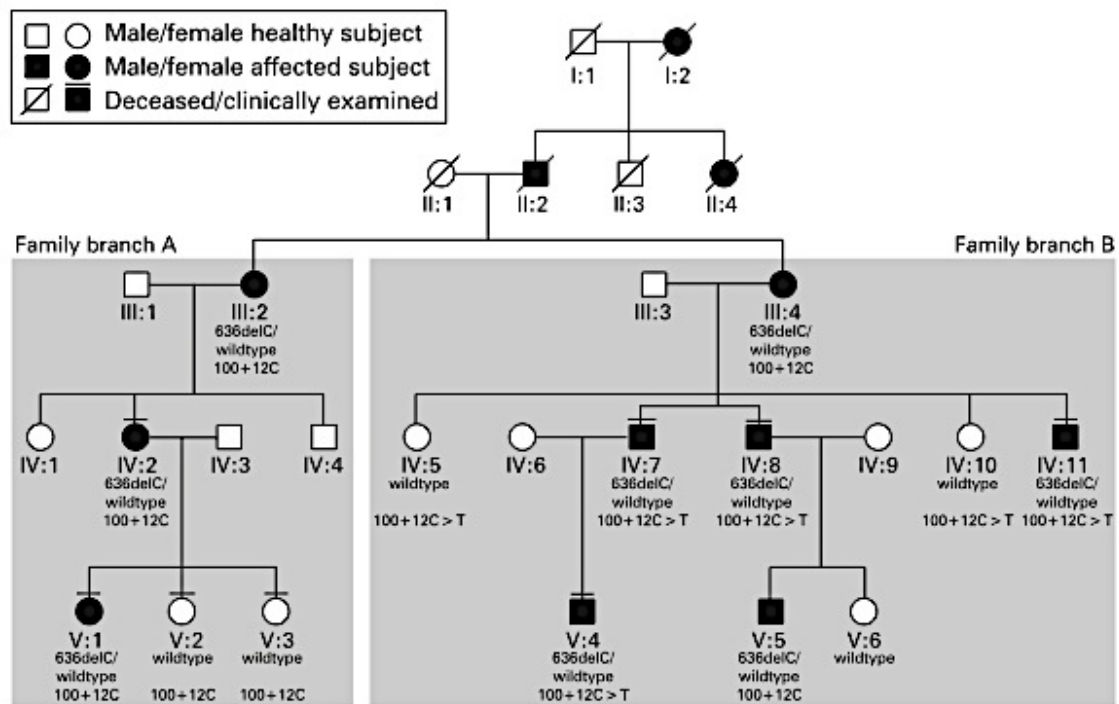 Male/female healthy subject
Male/female affected subject
Deceased/clinically examined
I:1 I:2
II:1 II:2 II:3 II:4
Family branch A Family branch B
III:1 III:2 III:3 III:4
636delC/ 636delC/
wildtype wildtype
100+12C 100+12C
IV:1 IV:2 IV:3 IV:4 IV:5 IV:6 IV:7 IV:8 IV:9 IV:10 IV:11
636delC/ wildtype 636delC/ 636delC/ wildtype 636delC/
wildtype wildtype wildtype wildtype
100+12C 100+12C > T 100+12C > T 100+12C > T 100+12C > T 100+12C > T
V:1 V:2 V:3 V:4 V:5 V:6
636delC/ wildtype wildtype 636delC/ 636delC/ wildtype
wildtype wildtype wildtype
100+12C 100+12C 100+12C 100+12C > T 100+12C